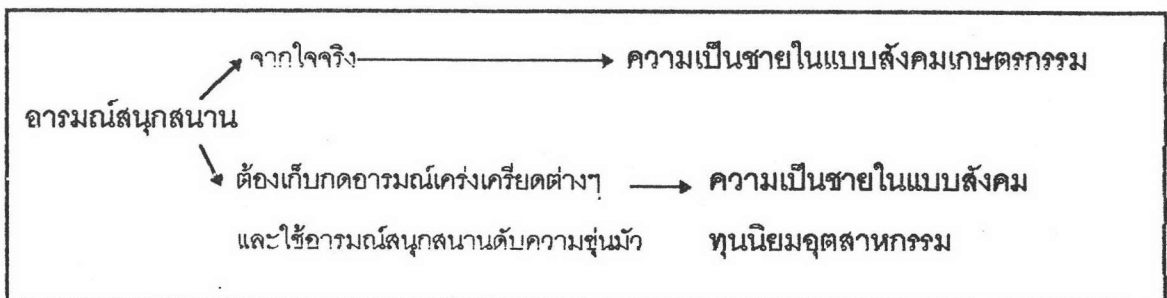 จากใจจริง ความเป็นชายในแบบสังคมเกษตรกรรม
อารมณ์สนุกสนาน
ต้องเก็บกดอารมณ์เคร่งเครียดต่างๆ ความเป็นชายในแบบสังคม
และใช้อารมณ์สนุกสนานดับความขุ่นมัว ทุนนิยมอุตสาหกรรม